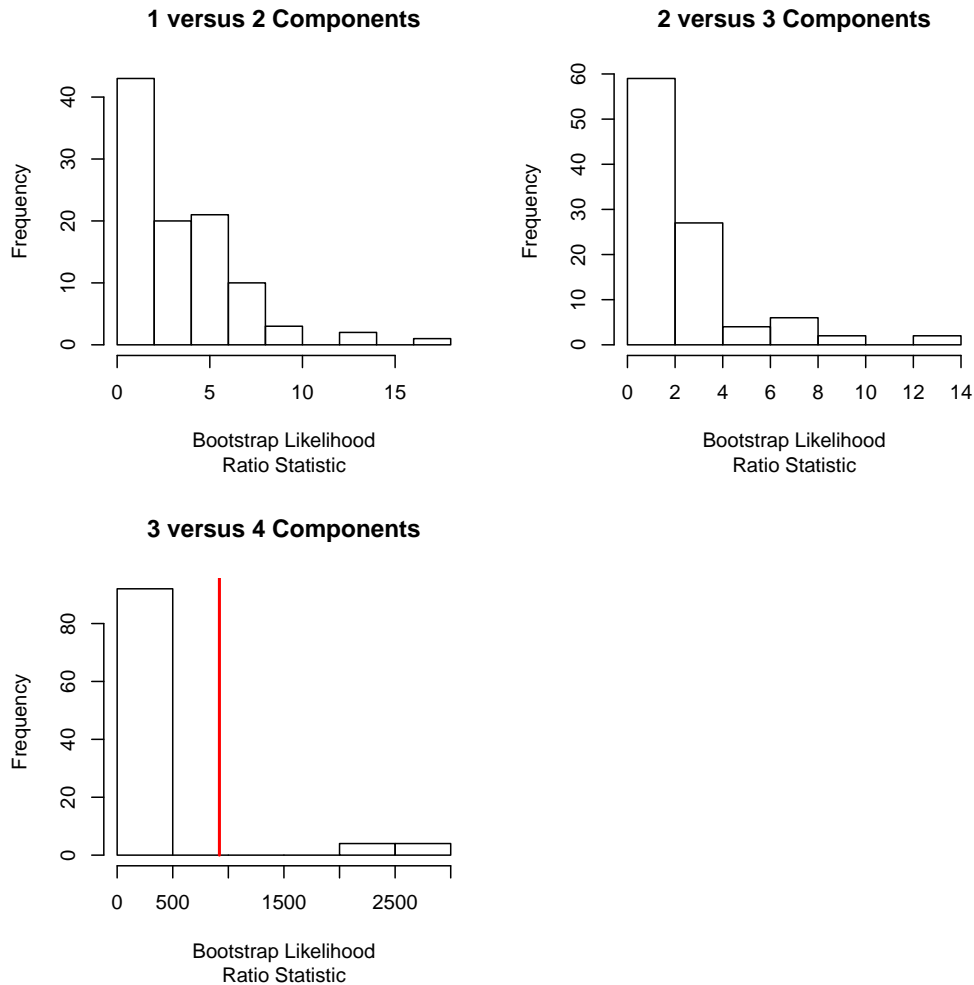 1 versus 2 Components
Frequency
0 10 20 30 40
0 5 10 15
Bootstrap Likelihood
Ratio Statistic
2 versus 3 Components
Frequency
0 10 20 30 40 50 60
0 2 4 6 8 10 12 14
Bootstrap Likelihood
Ratio Statistic
3 versus 4 Components
Frequency
0 20 40 60 80
0 500 1500 2500
Bootstrap Likelihood
Ratio Statistic